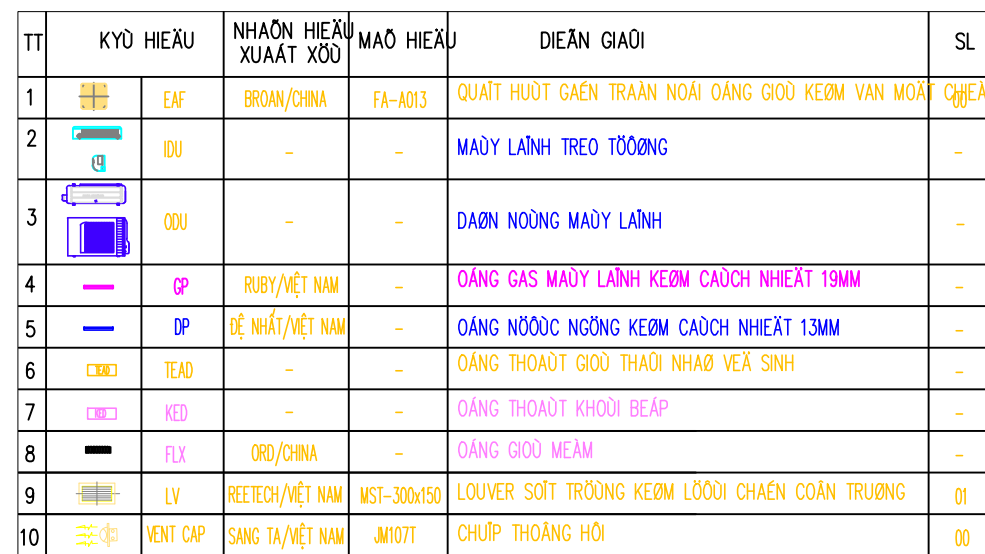 TT KYÙ HIEÄU NHAÕN HIEÄU XUAÁT XÖÙ MAÕ HIEÄU DIEÃN GIAÛI SL
1 EAF BROAN/CHINA FA-A013 QUAÏT HUÙT GAÉN TRAÀN NOÁI OÁNG GIOÙ KEØM VAN MOÄT 00
2 IDU - - MAÙY LAÏNH TREO TÖÔØNG -
3 ODU - - DAØN NOÙNG MAÙY LAÏNH -
4 GP RUBY/VIỆT NAM - OÁNG GAS MAÙY LAÏNH KEØM CAÙCH NHIEÄT 19MM -
5 DP ĐỆ NHẤT/VIỆT NAM - OÁNG NÖÔÙC NGÖNG KEØM CAÙCH NHIEÄT 13MM -
6 TEAD TEAD - - OÁNG THOAÙT GIOÙ THAÛI NHAØ VEÄ SINH -
7 KED KED - - OÁNG THOAÙT KHOÙI BEÁP -
8 FLX ORD/CHINA - OÁNG GIOÙ MEÀM -
9 LV REETECH/VIỆT NAM MST-300x150 LOUVER SOÏT TRÖÙNG KEØM LÖÔÙI CHAÉN COÂN TRUØNG 01
10 VENT CAP SANG TA/VIỆT NAM JM107T CHUÏP THOÂNG HÔI 00